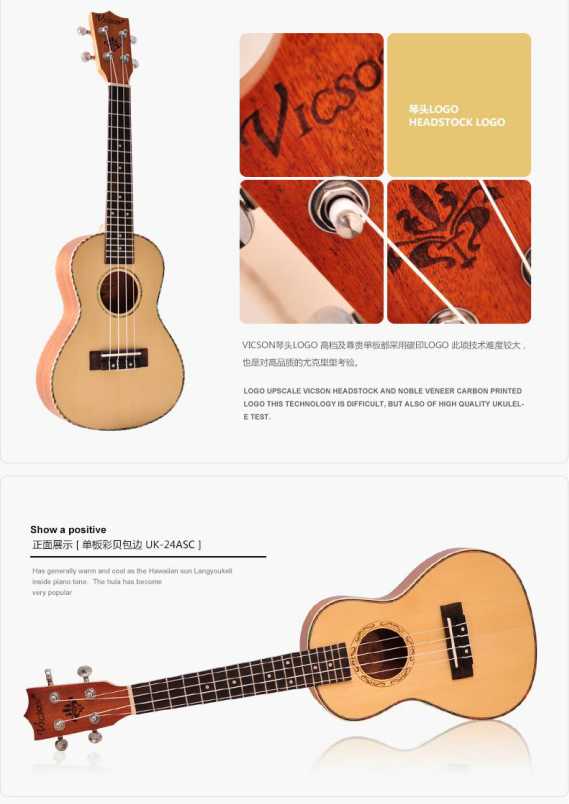 VICSON
VICSON
琴头LOGO
HEADSTOCK LOGO
VICSON琴头LOGO 高档及尊贵单板都采用碳印LOGO 此项技术难度较大，
也是对高品质的尤克里里考验。
LOGO UPSCALE VICSON HEADSTOCK AND NOBLE VENEER CARBON PRINTED
LOGO THIS TECHNOLOGY IS DIFFICULT, BUT ALSO OF HIGH QUALITY UKULEL-
E TEST.
Show a positive
正面展示 [ 单板彩贝包边 UK-24ASC ]
Has generally warm and cool as the Hawaiian sun Langyoukeli
inside piano tone. The hula has become
very popular
VICSON